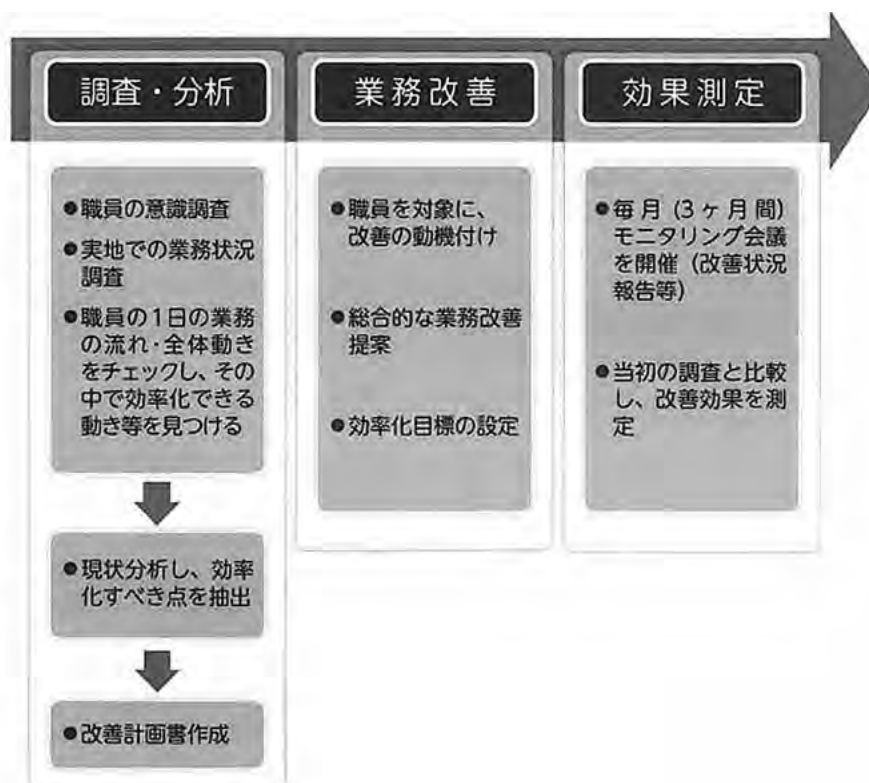 調査・分析
●職員の意識調査
●実地での業務状況
調査
●職員の1日の業務
の流れ・全体動き
をチェックし、その
中で効率化できる
動き等を見つける
●現状分析し、効率
化すべき点を抽出
●改善計画書作成
業務改善
●職員を対象に、
改善の動機付け
●総合的な業務改善
提案
●効率化目標の設定
効果測定
●毎月(3ヶ月間)
モニタリング会議
を開催(改善状況
報告等)
●当初の調査と比較
し、改善効果を測
定